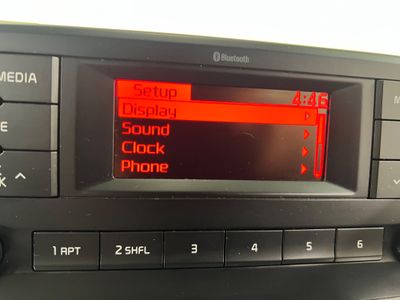 Bluetooth
MEDIA
Setup 4:46
Display
Sound
Clock
Phone
1 RPT
2 SHFL
3
4
5
6